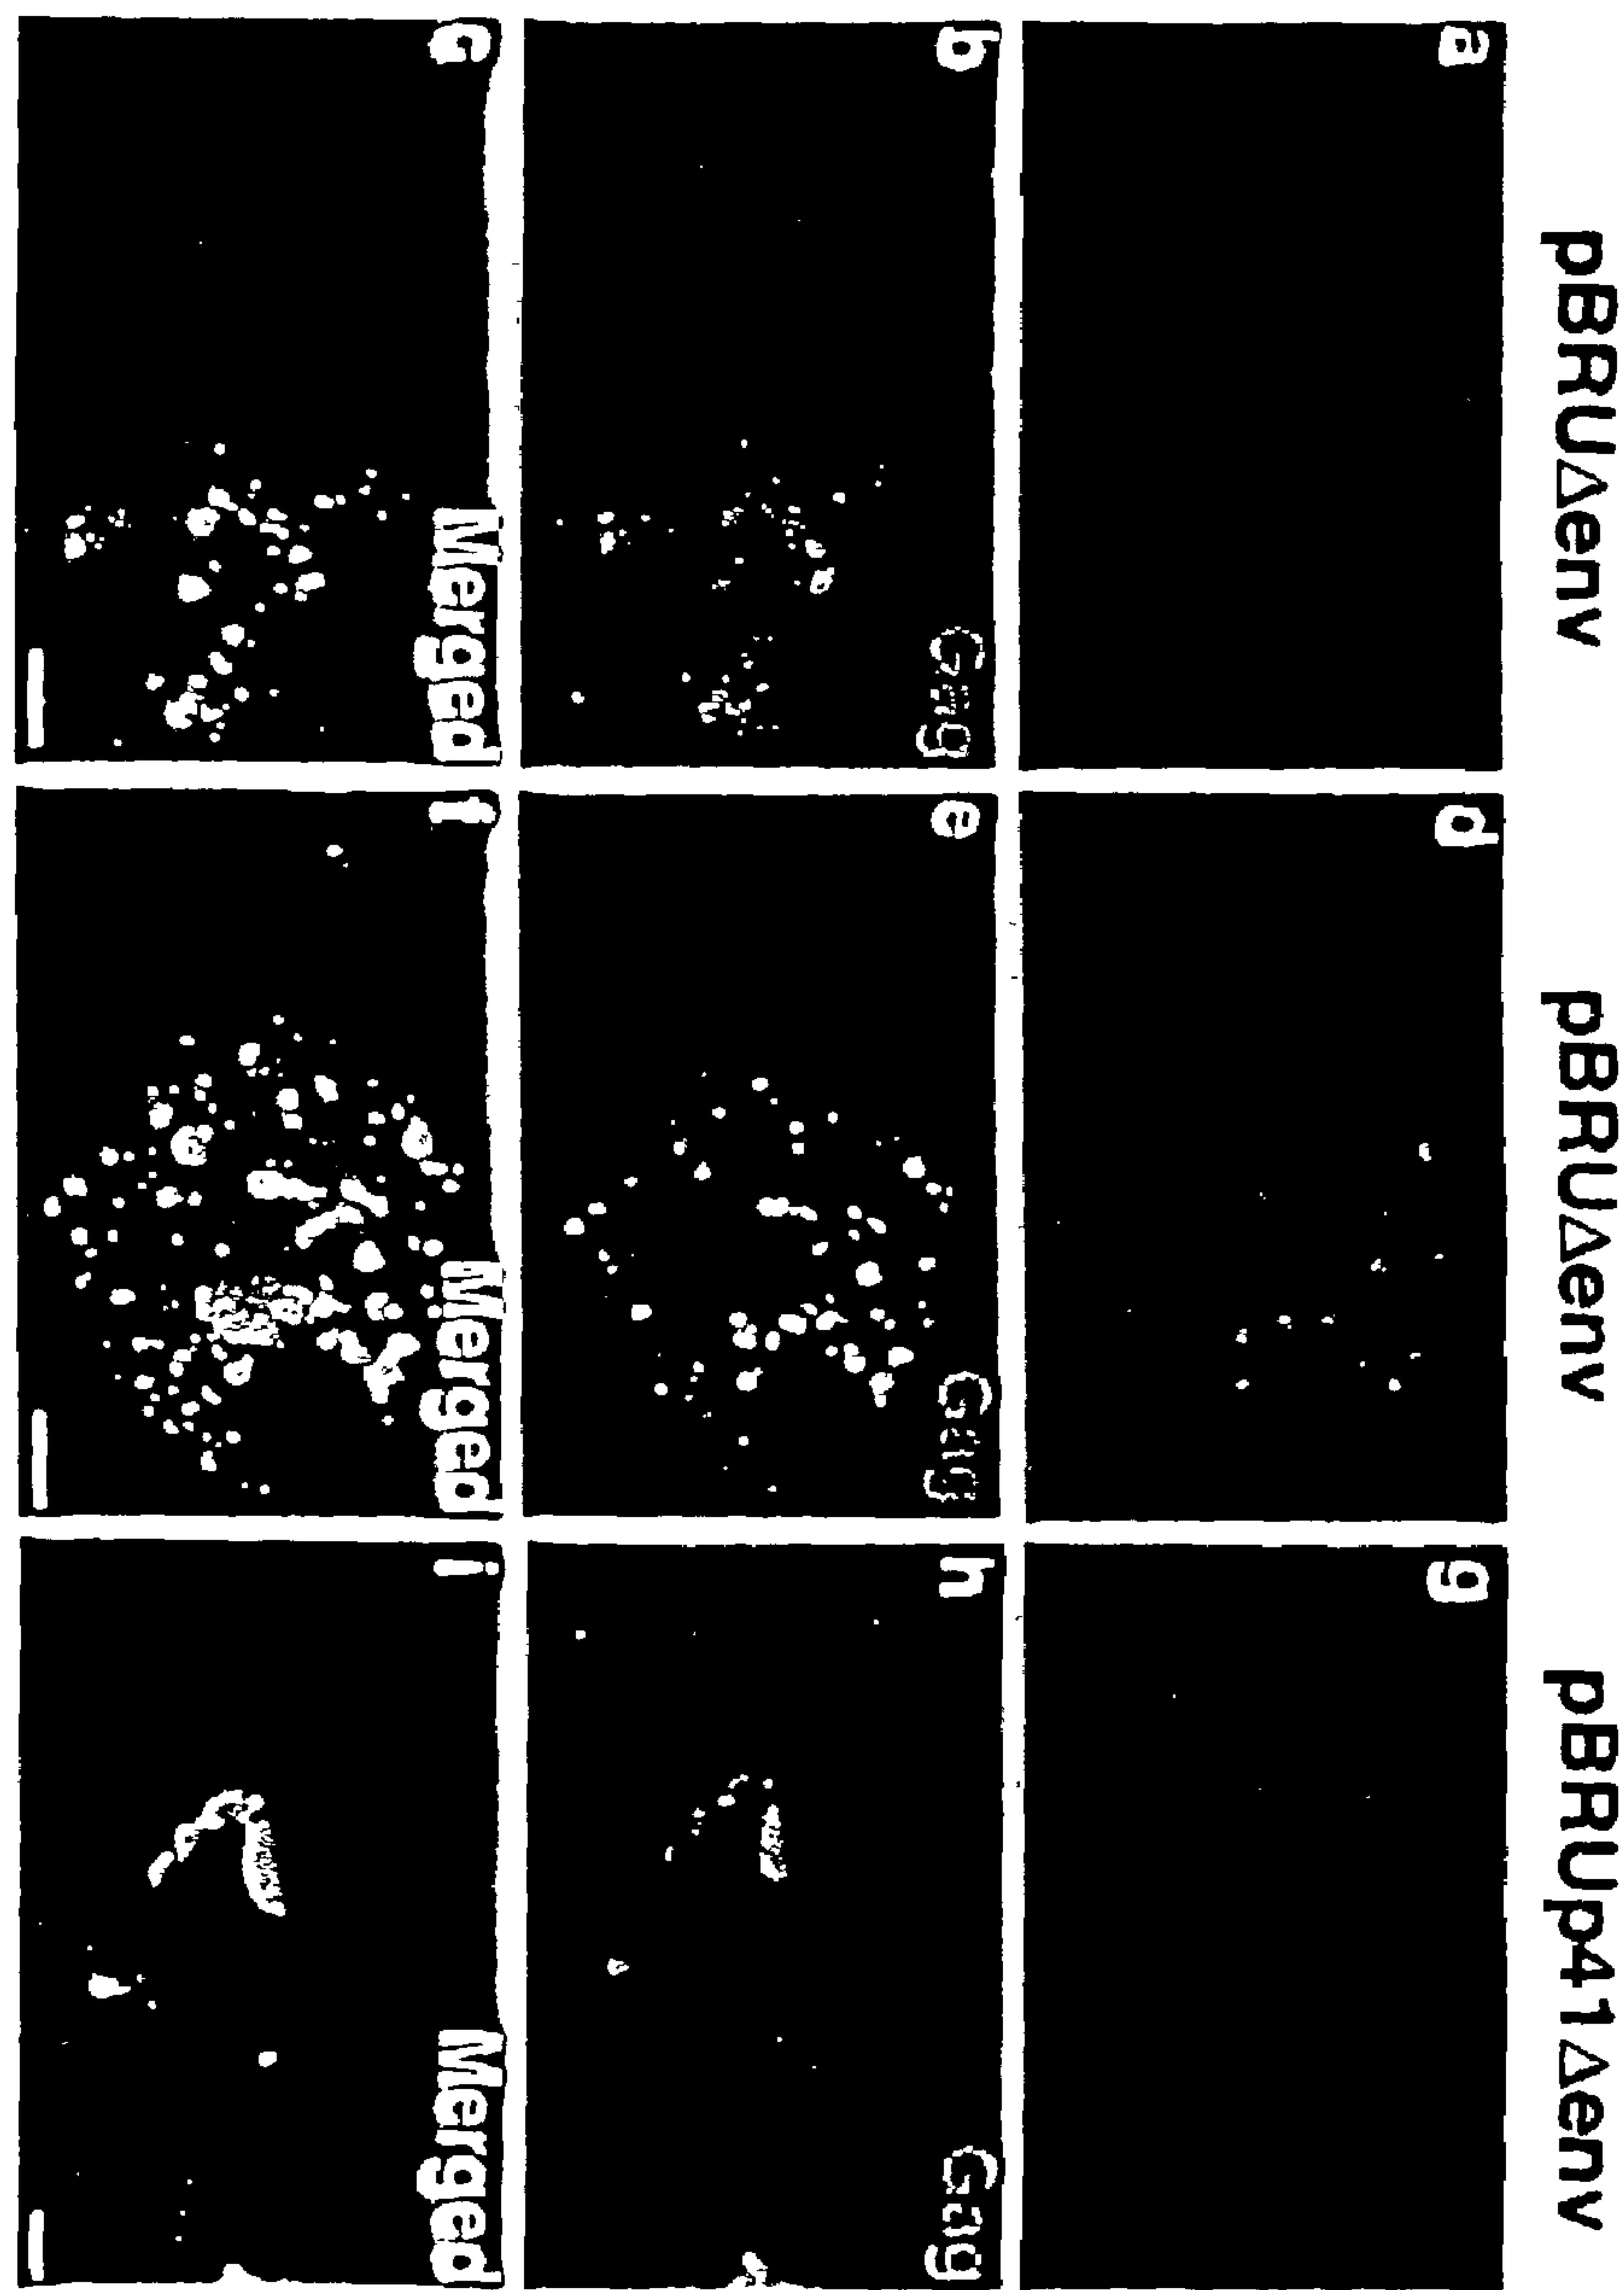 pBRUΔenv
pBRUΔenv
pBRUp41Δenv
a
d
g
b
Gag
e
Gag
h
Gag
c
Merged
f
Merged
i
Merged